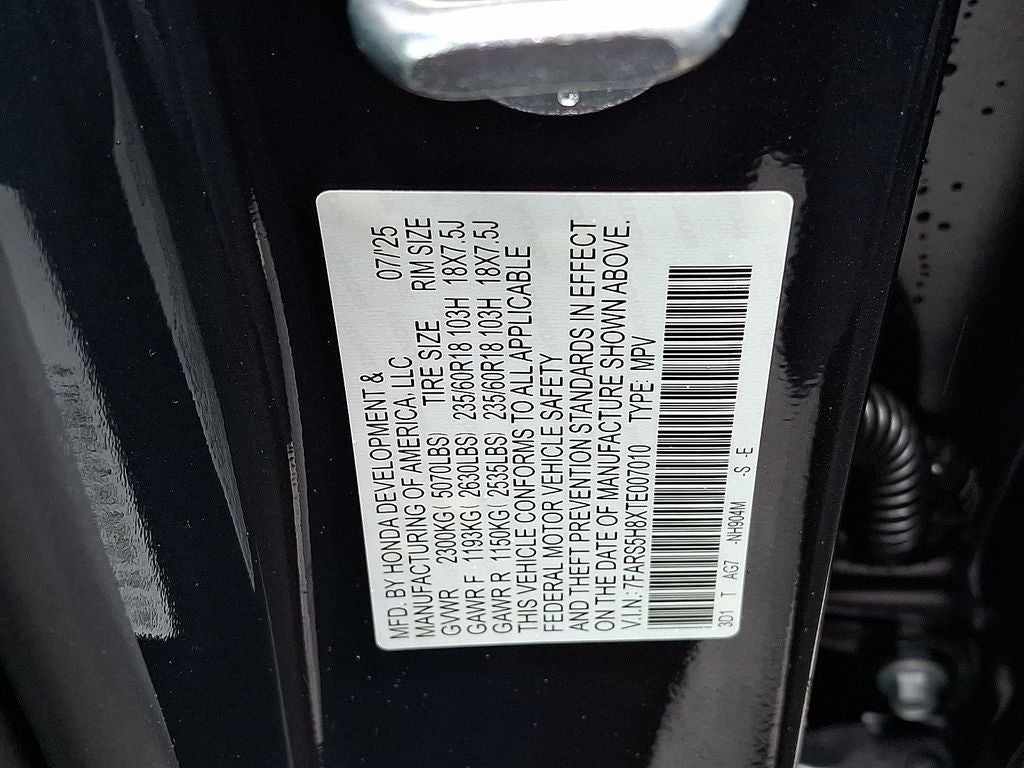 MFD. BY HONDA DEVELOPMENT &
MANUFACTURING OF AMERICA, LLC 07/'25
GVWR 2300KG( 5070LBS) TIRE SIZE RIM SIZE
GAWR F 1193KG( 2630LBS) 235/60R18 103H 18X7.5J
GAWR R 1150KG( 2535LBS) 235/60R18 103H 18X7.5J
THIS VEHICLE CONFORMS TO ALL APPLICABLE
FEDERAL MOTOR VEHICLE SAFETY
AND THEFT PREVENTION STANDARDS IN EFFECT
ON THE DATE OF MANUFACTURE SHOWN ABOVE.
V.I.N.: 7FARS5H8XTE007010 TYPE: MPV
3D1 T AG7 -NH904M -S -E